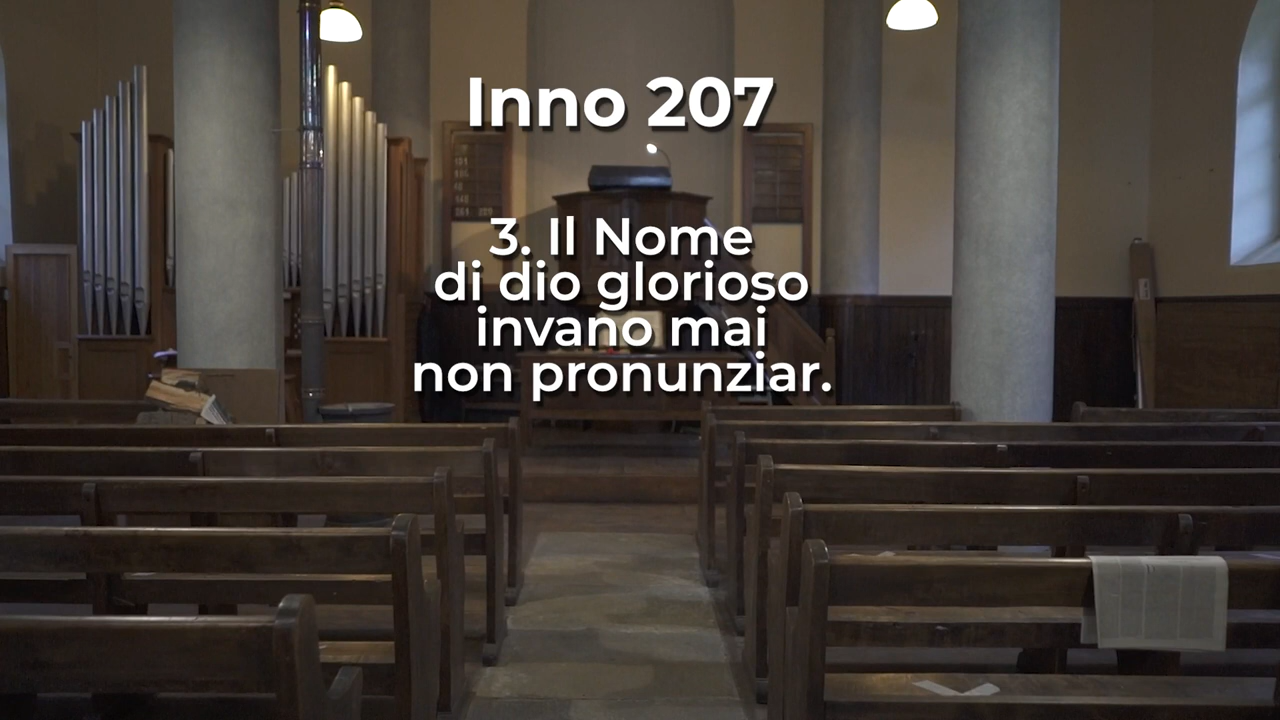 Inno 207
3. Il Nome
di dio glorioso
invano mai
non pronunziar.